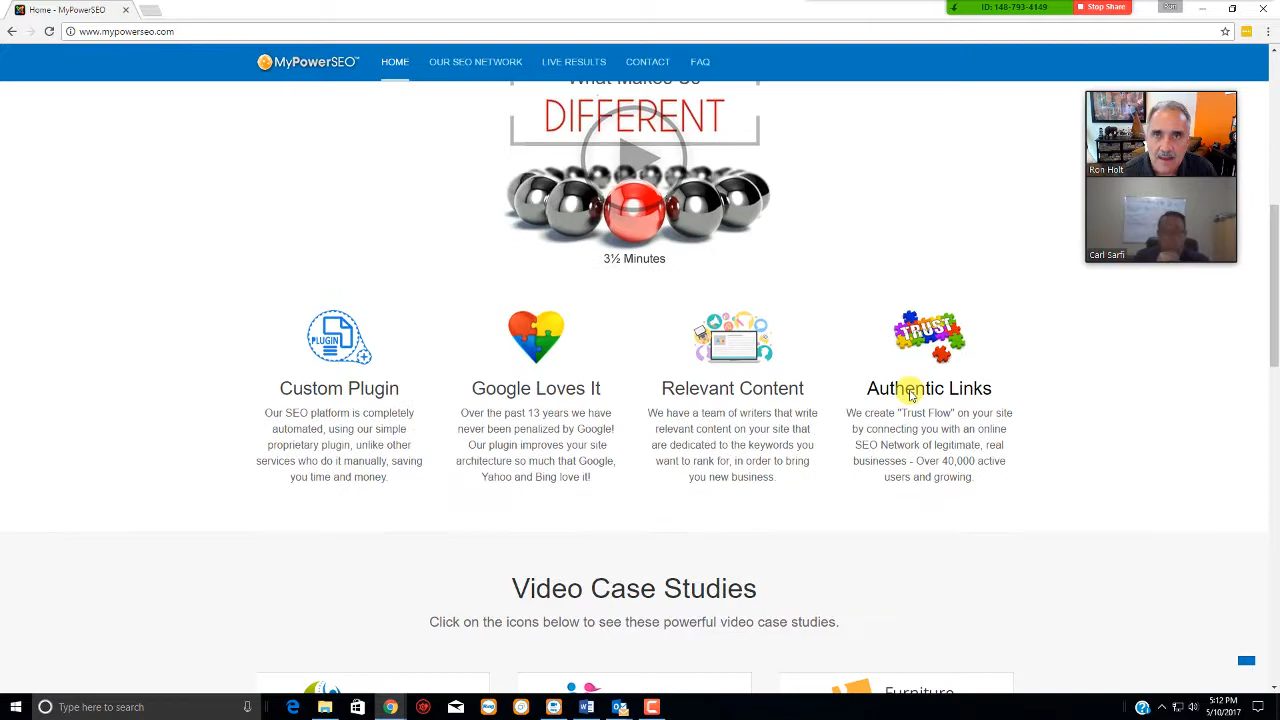 Home - MyPowerSEO
ID: 148-793-4149
Stop Share
Ron
www.mypowerseo.com
MyPowerSEO™
HOME
OUR SEO NETWORK
LIVE RESULTS
CONTACT
FAQ
What Makes Us
DIFFERENT
3½ Minutes
Ron Holt
Carl Sarfi
PLUGIN
TRUST
Custom Plugin
Our SEO platform is completely
automated, using our simple
proprietary plugin, unlike other
services who do it manually, saving
you time and money.
Google Loves It
Over the past 13 years we have
never been penalized by Google!
Our plugin improves your site
architecture so much that Google,
Yahoo and Bing love it!
Relevant Content
We have a team of writers that write
relevant content on your site that
are dedicated to the keywords you
want to rank for, in order to bring
you new business.
Authentic Links
We create "Trust Flow" on your site
by connecting you with an online
SEO Network of legitimate, real
businesses - Over 40,000 active
users and growing.
Video Case Studies
Click on the icons below to see these powerful video case studies.
Furniture
Type here to search
5:12 PM
5/10/2017